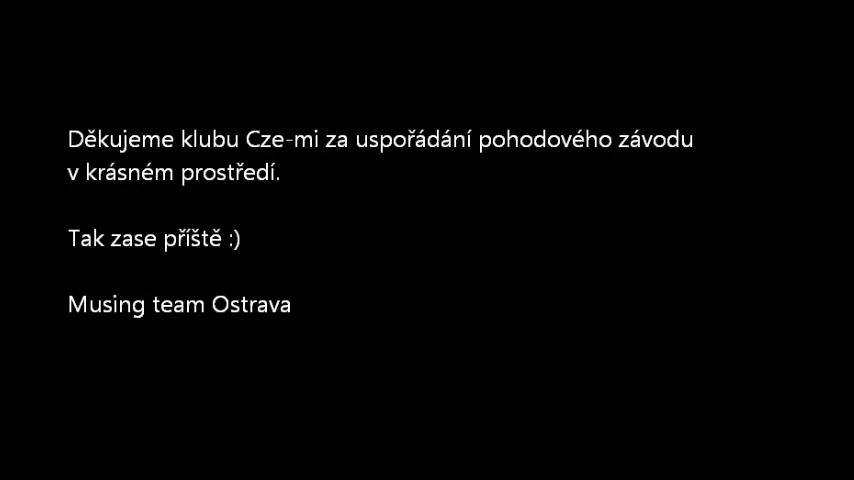 Děkujeme klubu Cze-mi za uspořádání pohodového závodu
v krásném prostředí.
Tak zase příště :)
Musing team Ostrava